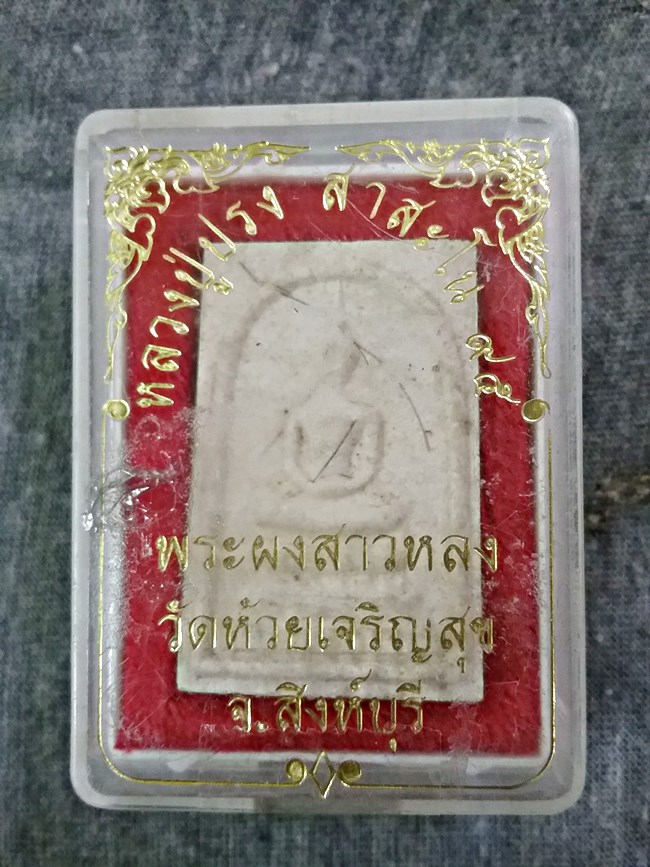 หลวงปู่ปรง
พระผงสาวหลง
วัดห้วยเจริญสุข
จ.สิงห์บุรี